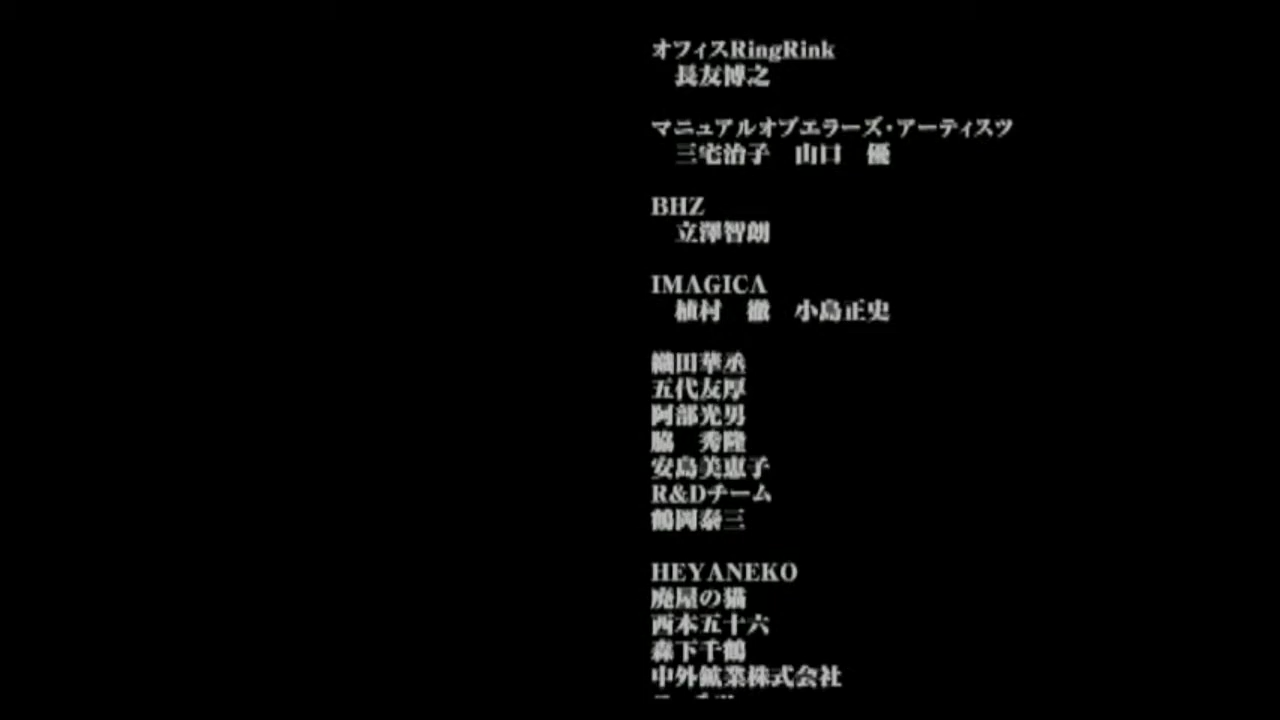 オフィスRingRink
長友博之
マニュアルオブエラーズ・アーティスツ
三宅治子　山口　優
BHZ
立澤智朗
IMAGICA
植村　徹　小島正史
織田華丞
五代友厚
阿部光男
脇　秀隆
安島美恵子
R&Dチーム
鶴岡泰三
HEYANEKO
廃屋の猫
西本五十六
森下千鶴
中外鉱業株式会社